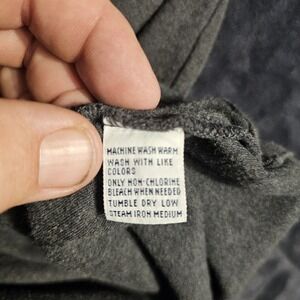 MACHINE WASH WARM
WASH WITH LIKE
COLORS
ONLY NON-CHLORINE
BLEACH WHEN NEEDED
TUMBLE DRY LOW
STEAM IRON MEDIUM